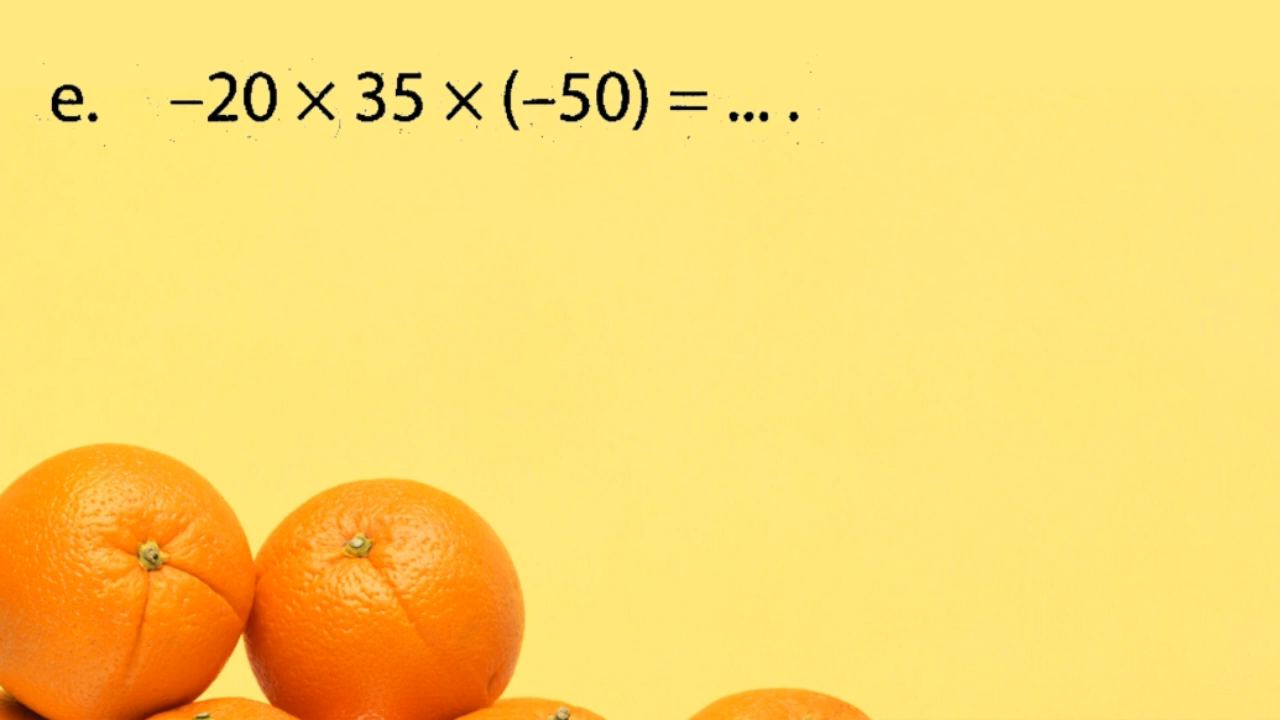 e. –20 × 35 × (–50) = ... .